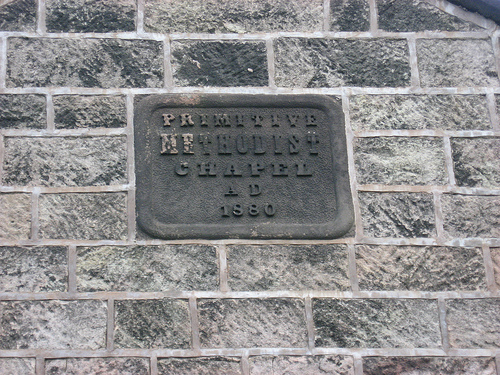 PRIMITIVE
METHODIST
CHAPEL
AD
1880